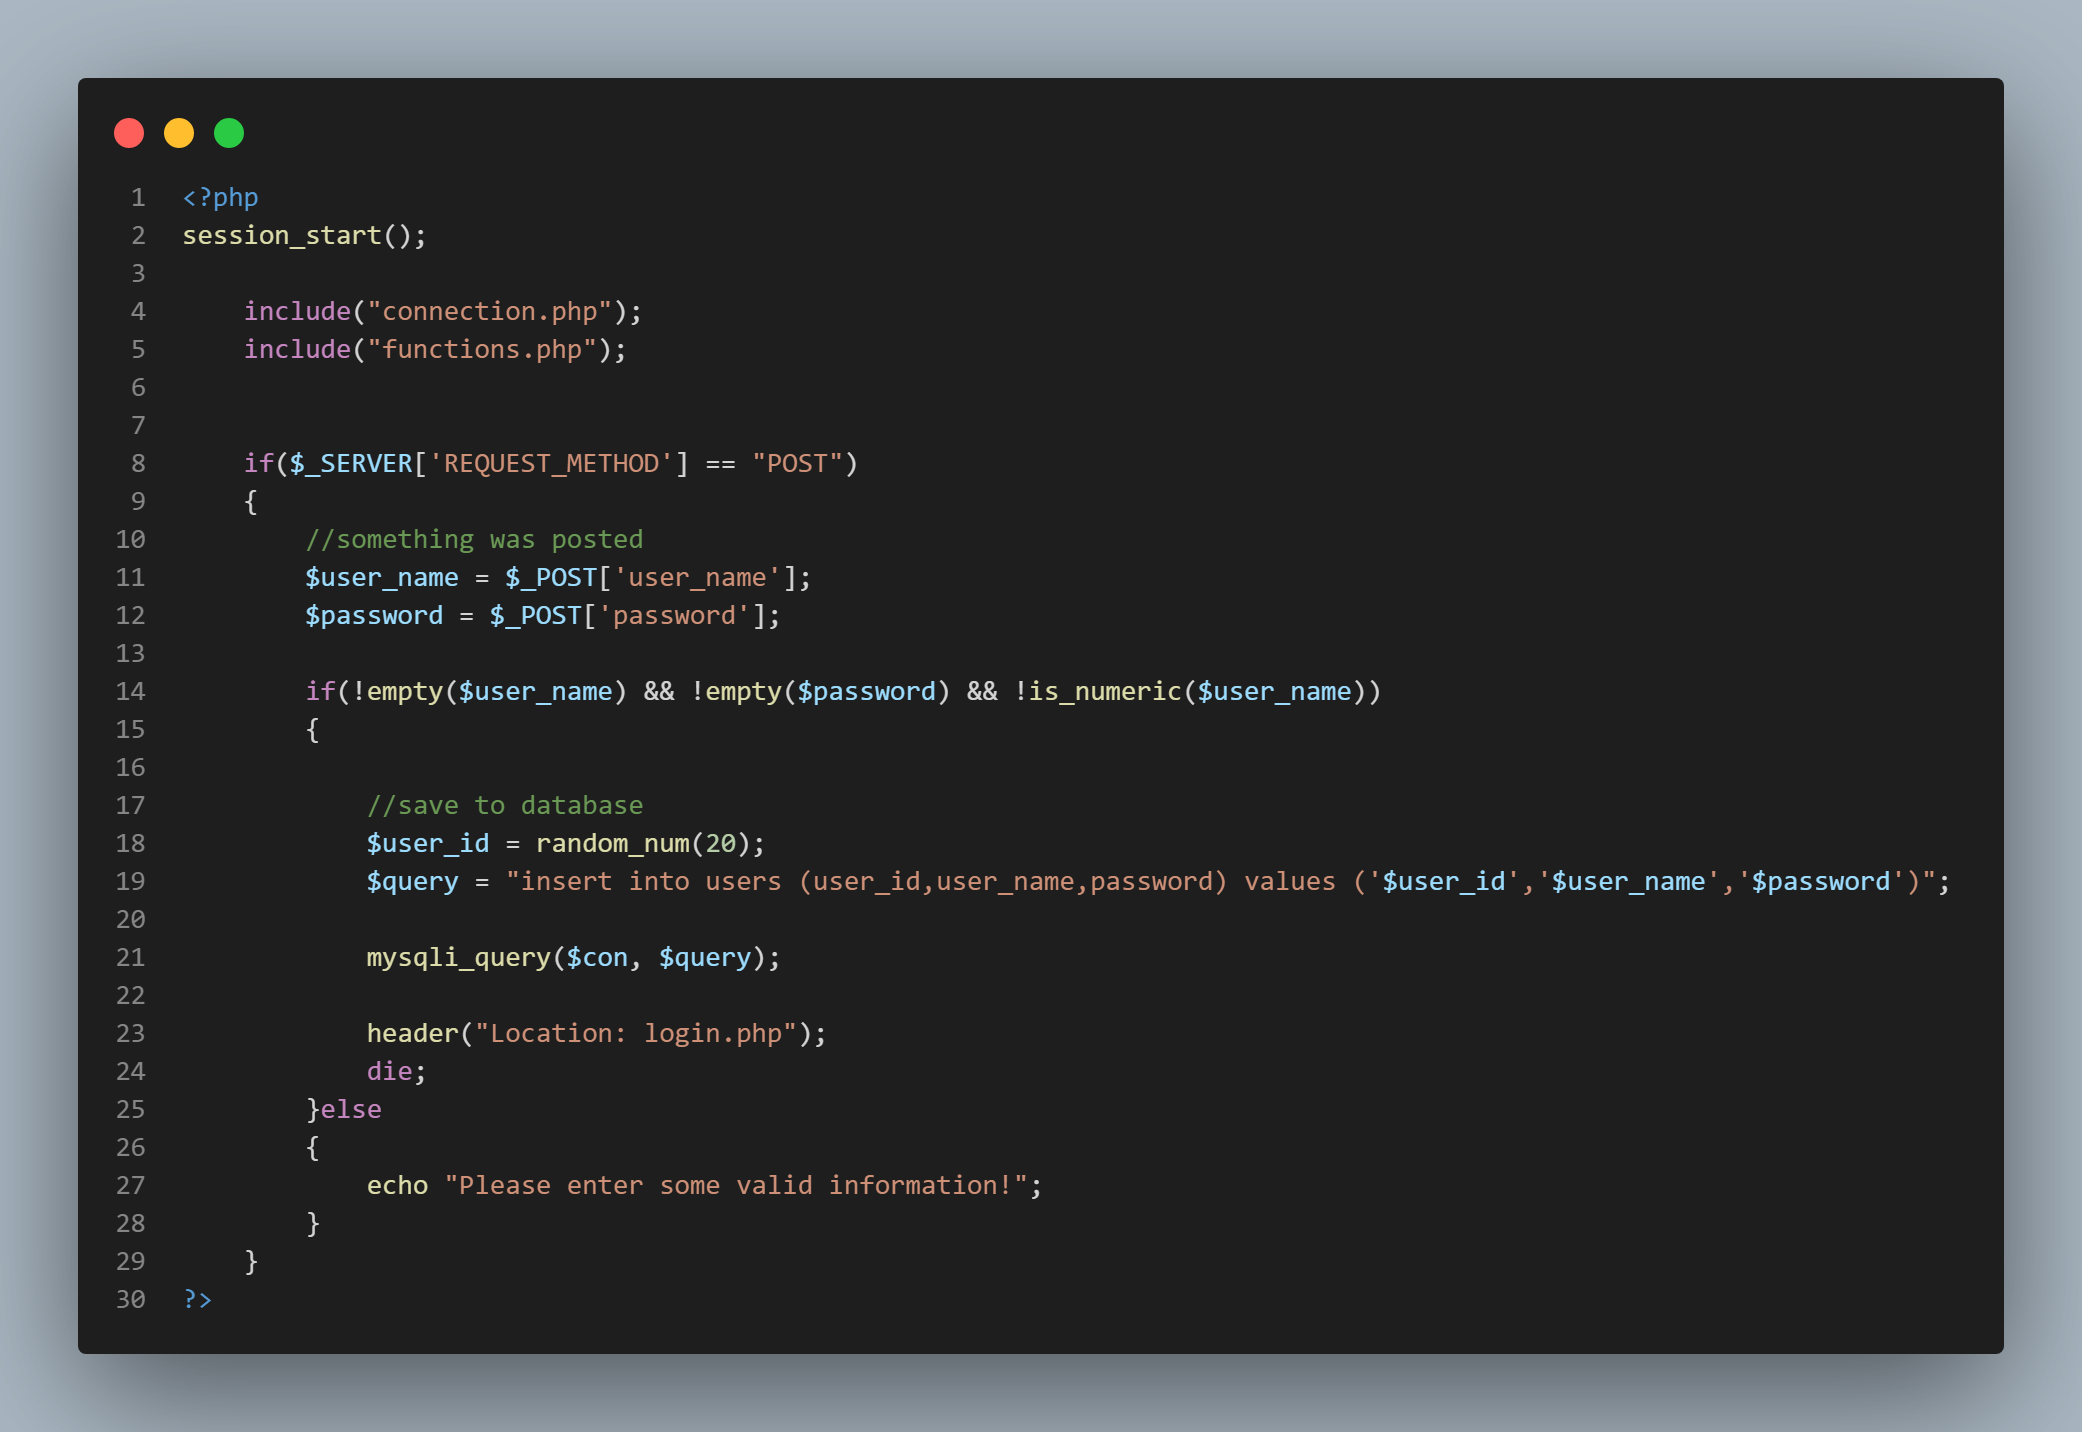 1 <?php
2 session_start();
3
4     include("connection.php");
5     include("functions.php");
6
7
8     if($_SERVER['REQUEST_METHOD'] == "POST")
9     {
10         //something was posted
11         $user_name = $_POST['user_name'];
12         $password = $_POST['password'];
13
14         if(!empty($user_name) && !empty($password) && !is_numeric($user_name))
15         {
16
17             //save to database
18             $user_id = random_num(20);
19             $query = "insert into users (user_id,user_name,password) values ('$user_id','$user_name','$password')";
20
21             mysqli_query($con, $query);
22
23             header("Location: login.php");
24             die;
25         }else
26         {
27             echo "Please enter some valid information!";
28         }
29     }
30 ?>